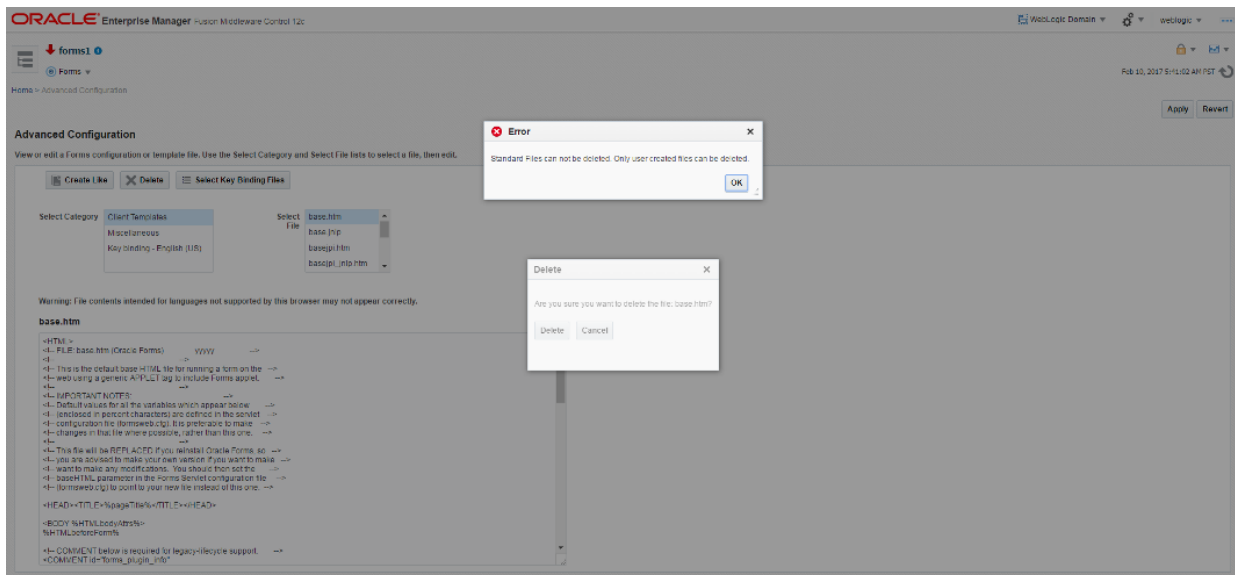 ORACLE® Enterprise Manager Fusion Middleware Control 12c
WebLogic Domain
weblogic
forms1
Forms
Feb 10, 2017 5:41:02 AM PST
Home > Advanced Configuration
Apply Revert
Advanced Configuration
View or edit a Forms configuration or template file. Use the Select Category and Select File lists to select a file, then edit.
Error
Standard Files can not be deleted. Only user created files can be deleted.
OK
Create Like Delete Select Key Binding Files
Select Category Client Templates
Miscellaneous
Key binding - English (US)
Select File base.htm
base.jnlp
basejpi.htm
basejpi_jnlp.htm
Delete
Are you sure you want to delete the file: base.htm?
Delete Cancel
Warning: File contents intended for languages not supported by this browser may not appear correctly.
base.htm
<HTML>
<!-- FILE: base.htm (Oracle Forms) yyyyy -->
<!-- -->
<!-- This is the default base HTML file for running a form on the -->
<!-- web using a generic APPLET tag to include Forms applet. -->
<!-- -->
<!-- IMPORTANT NOTES: -->
<!-- Default values for all the variables which appear below -->
<!-- (enclosed in percent characters) are defined in the servlet -->
<!-- configuration file (formsweb.cfg). It is preferable to make -->
<!-- changes in that file where possible, rather than this one. -->
<!-- -->
<!-- This file will be REPLACED if you reinstall Oracle Forms, so -->
<!-- you are advised to make your own version if you want to make -->
<!-- want to make any modifications. You should then set the -->
<!-- baseHTML parameter in the Forms Servlet configuration file -->
<!-- (formsweb.cfg) to point to your new file instead of this one. -->
<HEAD><TITLE>%pageTitle%</TITLE></HEAD>
<BODY %HTMLbodyAttrs%>
%HTMLbeforeForm%
<!-- COMMENT below is required for legacy-lifecycle support. -->
<COMMENT id="forms_plugin_info"